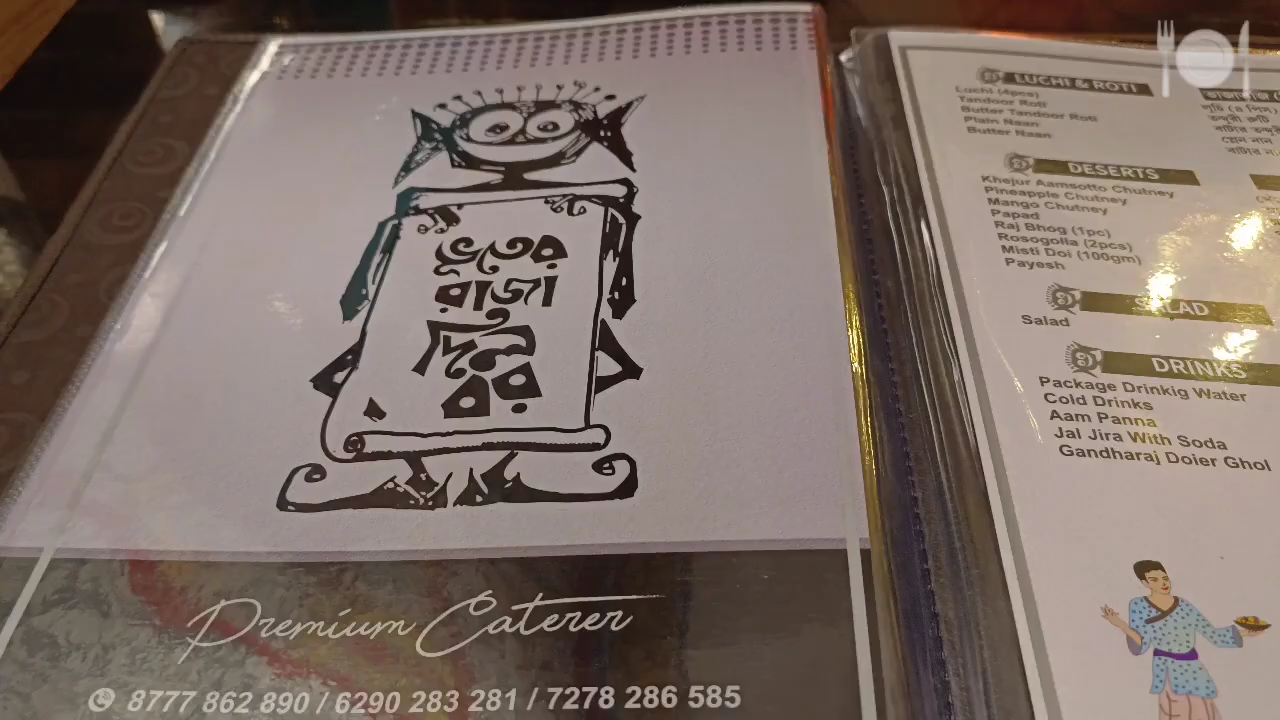 ভূতের
রাজা
দিল
বর
Premium Caterer
8777 862 890 / 6290 283 281 / 7278 286 585
LUCHI & ROTI
Luchi (4pcs)
Tandoor Roti
Butter Tandoor Roti
Plain Naan
Butter Naan
DESERTS
Khejur Aamsotto Chutney
Pineapple Chutney
Mango Chutney
Papad
Raj Bhog (1pc)
Rosogolla (2pcs)
Misti Doi (100gm)
Payesh
SALAD
Salad
DRINKS
Package Drinkig Water
Cold Drinks
Aam Panna
Jal Jira With Soda
Gandharaj Doier Ghol